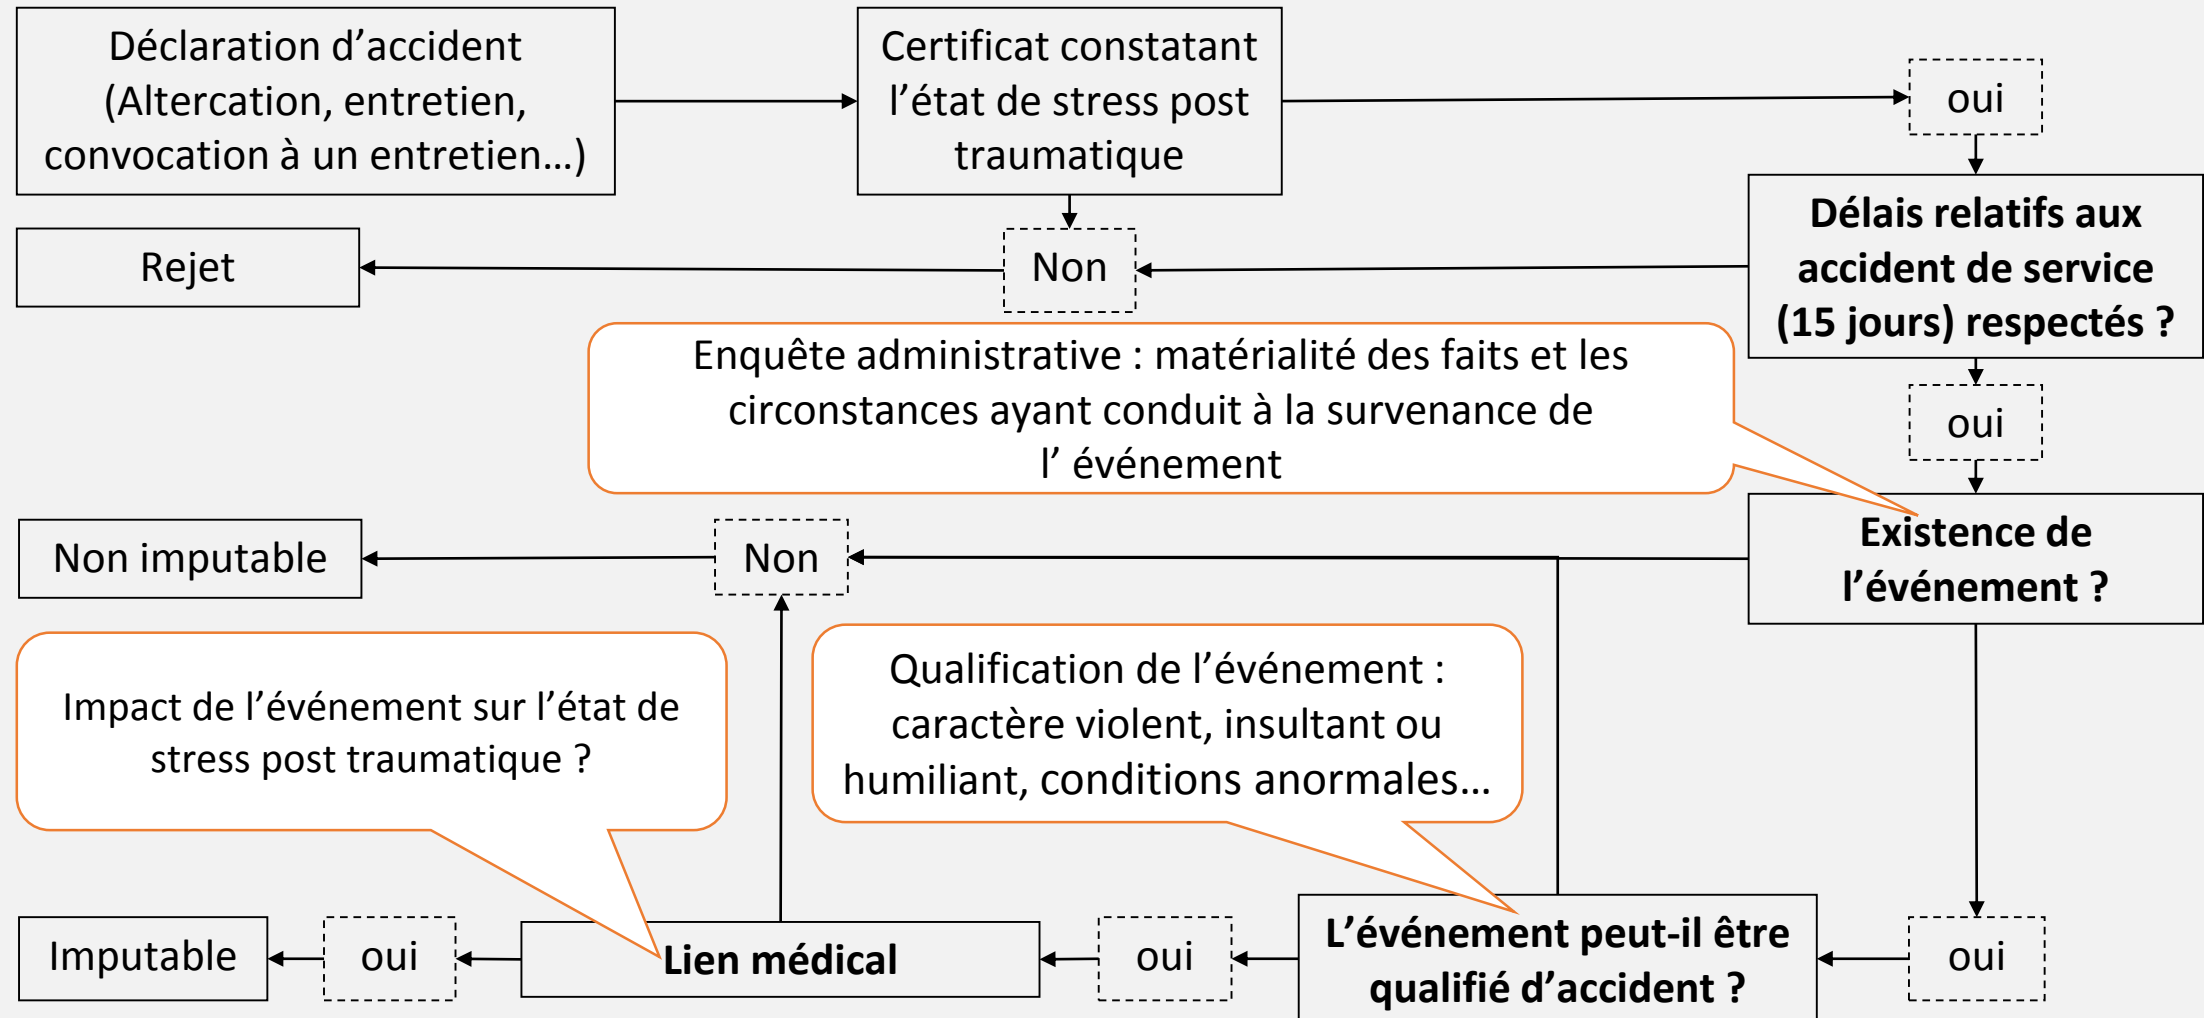 Déclaration d’accident
(Altercation, entretien,
convocation à un entretien…)
Certificat constatant
l’état de stress post
traumatique
oui
Délais relatifs aux
accident de service
(15 jours) respectés ?
Non
Rejet
Enquête administrative : matérialité des faits et les
circonstances ayant conduit à la survenance de
l’ événement
oui
Existence de
l’événement ?
Non
Non imputable
Impact de l’événement sur l’état de
stress post traumatique ?
Qualification de l’événement :
caractère violent, insultant ou
humiliant, conditions anormales…
oui
L’événement peut-il être
qualifié d’accident ?
oui
Lien médical
oui
Imputable